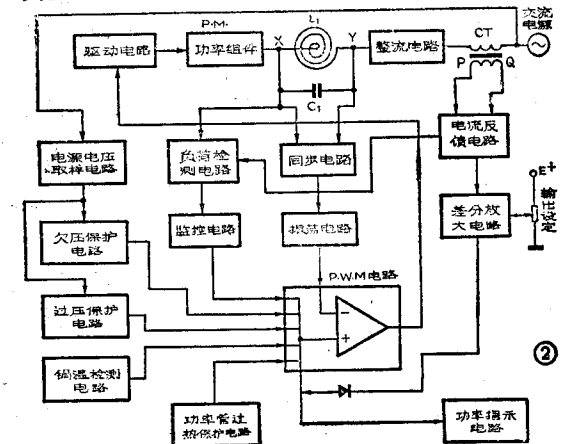 交流
电源
P.M.
L₁
CT
驱动电路
功率组件
X
Y
整流电路
P
Q
C₁
电源电压
取样电路
负荷检
测电路
同步电路
电流反
馈电路
E+
输出设定
欠压保护
电路
监控电路
振荡电路
差分放
大电路
P.W.M电路
过压保护
电路
−
+
锅温检测
电路
功率管过
热保护电路
功率指示
电路
②